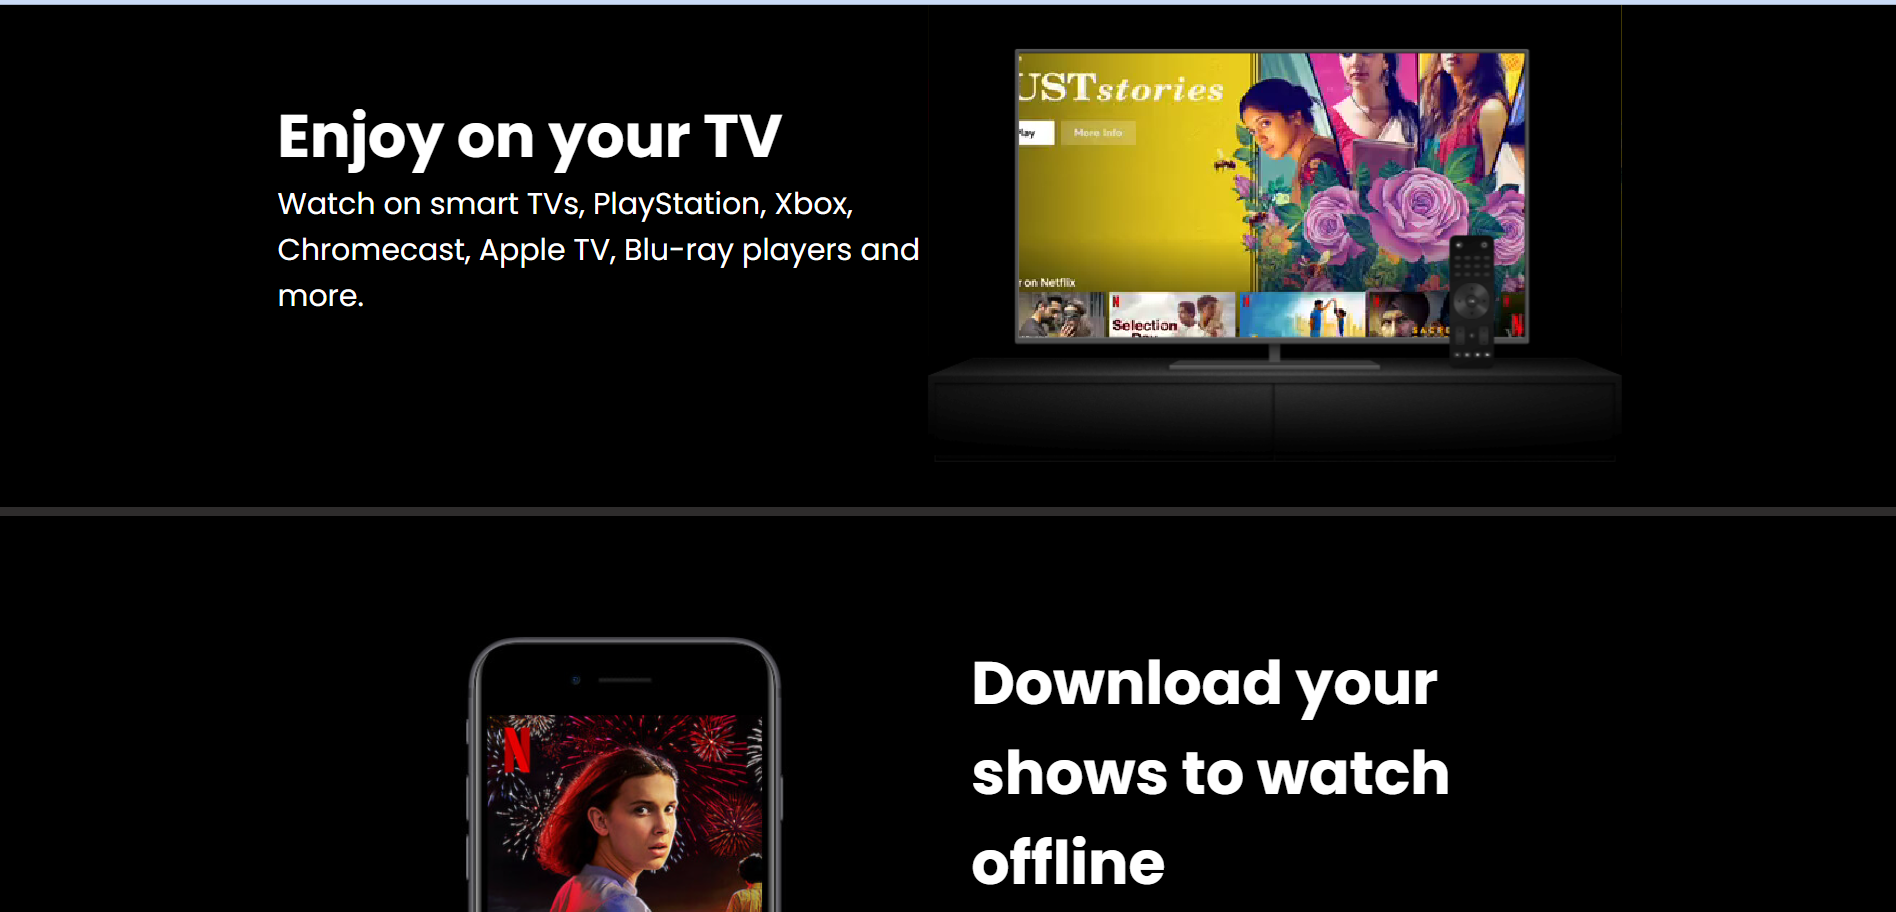 Enjoy on your TV
Watch on smart TVs, PlayStation, Xbox,
Chromecast, Apple TV, Blu-ray players and
more.
USTstories
lay
More Info
r on Netflix
N
Selection
N
N
N
N
Download your
shows to watch
offline
N